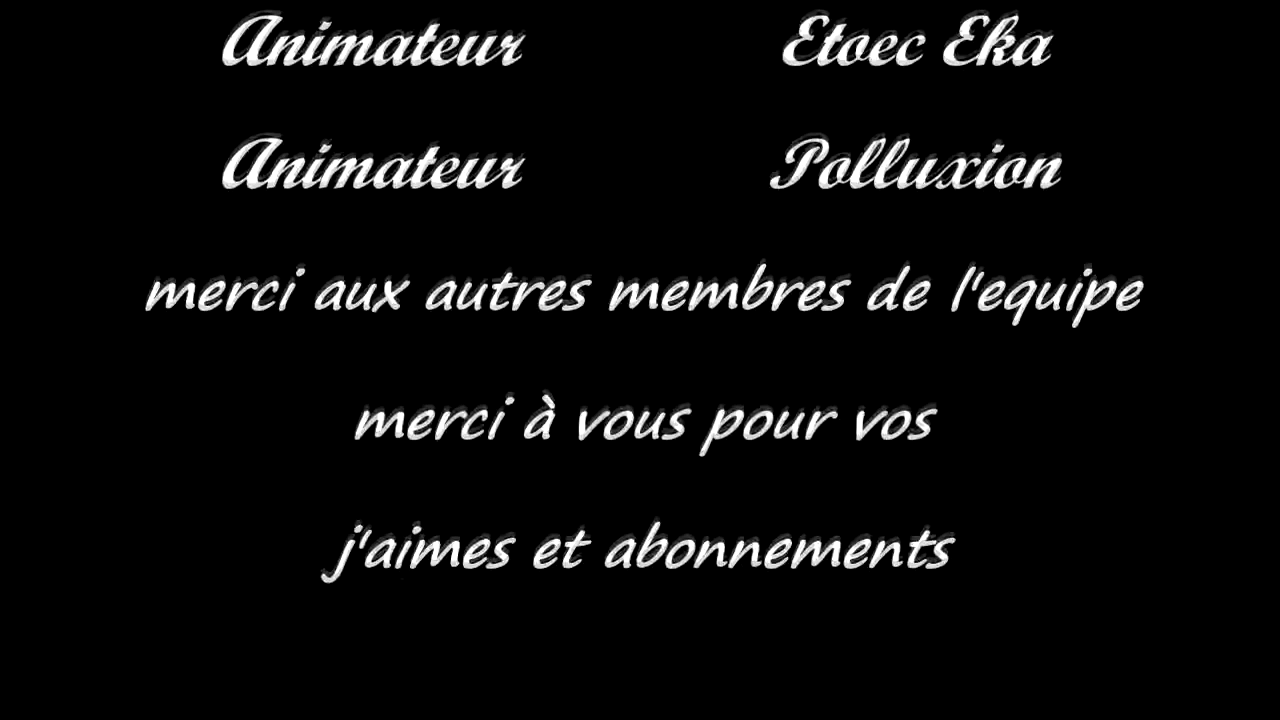 Animateur Etoec Eka
Animateur Polluxion
merci aux autres membres de l'equipe
merci à vous pour vos
j'aimes et abonnements